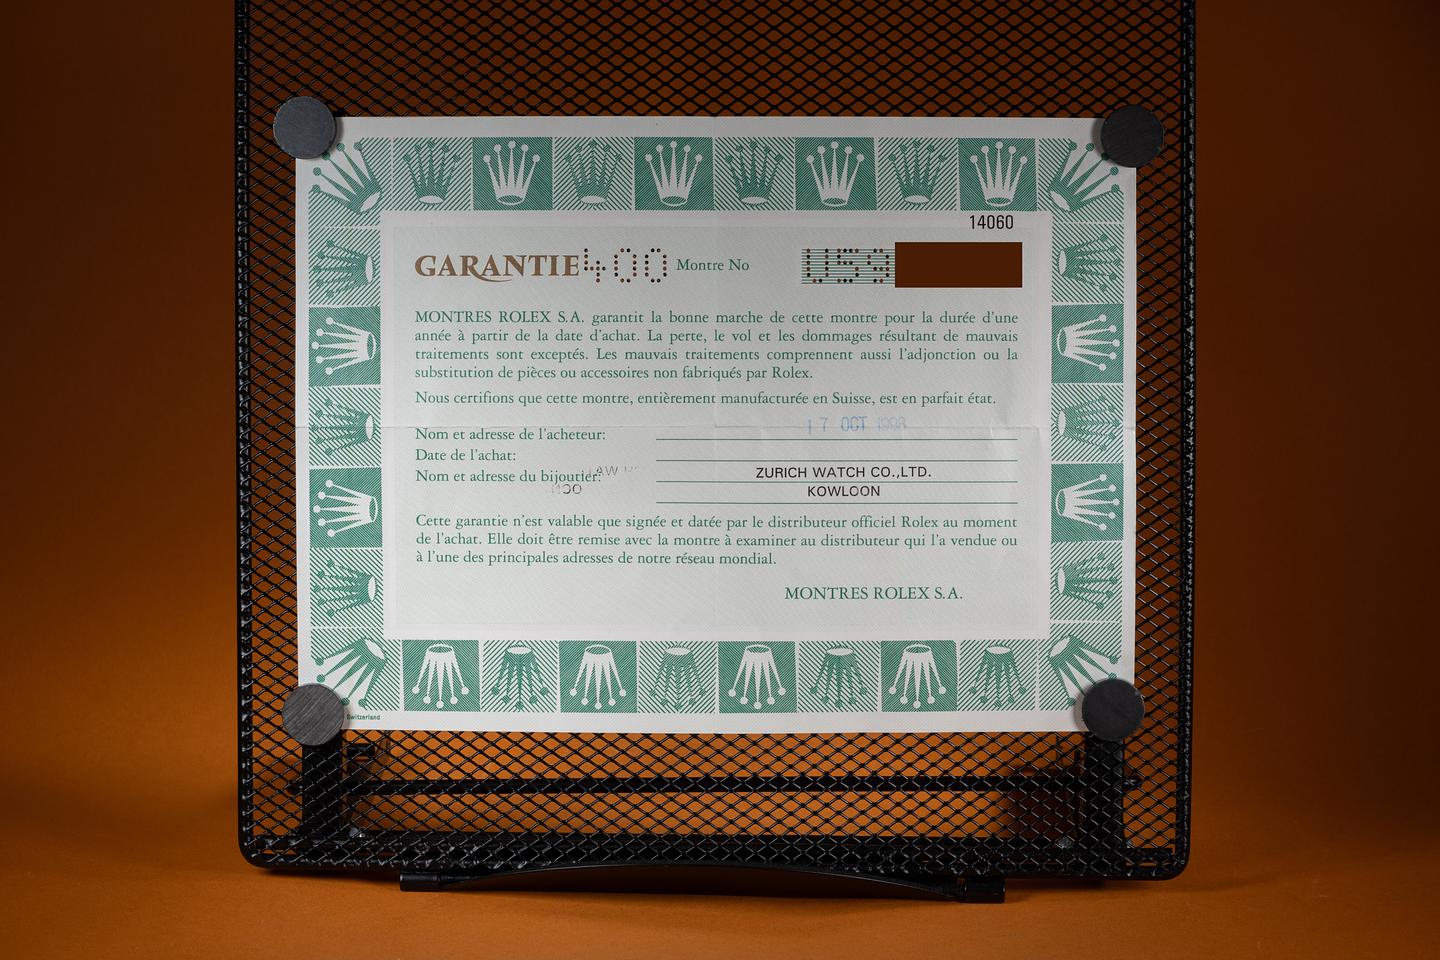 14060
GARANTIE 400 Montre No U59
MONTRES ROLEX S.A. garantit la bonne marche de cette montre pour la durée d'une
année à partir de la date d'achat. La perte, le vol et les dommages résultant de mauvais
traitements sont exceptés. Les mauvais traitements comprennent aussi l'adjonction ou la
substitution de pièces ou accessoires non fabriqués par Rolex.
Nous certifions que cette montre, entièrement manufacturée en Suisse, est en parfait état.
17 OCT 1998
Nom et adresse de l'acheteur:
Date de l'achat:
Nom et adresse du bijoutier: ZURICH WATCH CO.,LTD.
KOWLOON
Cette garantie n'est valable que signée et datée par le distributeur officiel Rolex au moment
de l'achat. Elle doit être remise avec la montre à examiner au distributeur qui l'a vendue ou
à l'une des principales adresses de notre réseau mondial.
MONTRES ROLEX S.A.
Switzerland